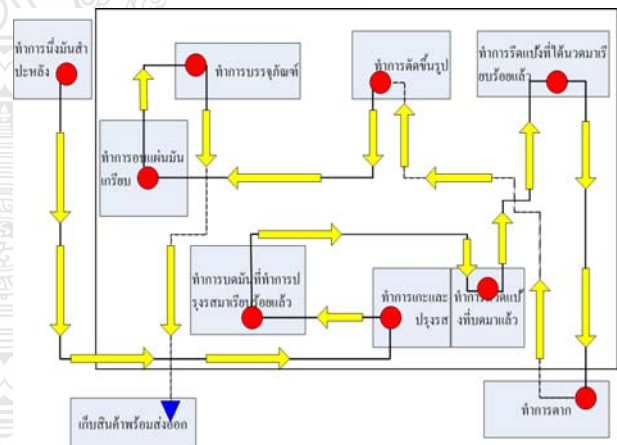 ทำการนึ่งมันสำ
ปะหลัง
ทำการบรรจุภัณฑ์
ทำการตัดขึ้นรูป
ทำการรีดแป้งที่ได้นวดมาเรี
ยบร้อยแล้ว
ทำการอบแผ่นมัน
เกรียบ
ทำการบดมันที่ทำการป
รุงรสมาเรียบร้อยแล้ว
ทำการเกะและ
ปรุงรส
ทำการนวดแป้
งที่บดมาแล้ว
เก็บสินค้าพร้อมส่งออก
ทำการตาก